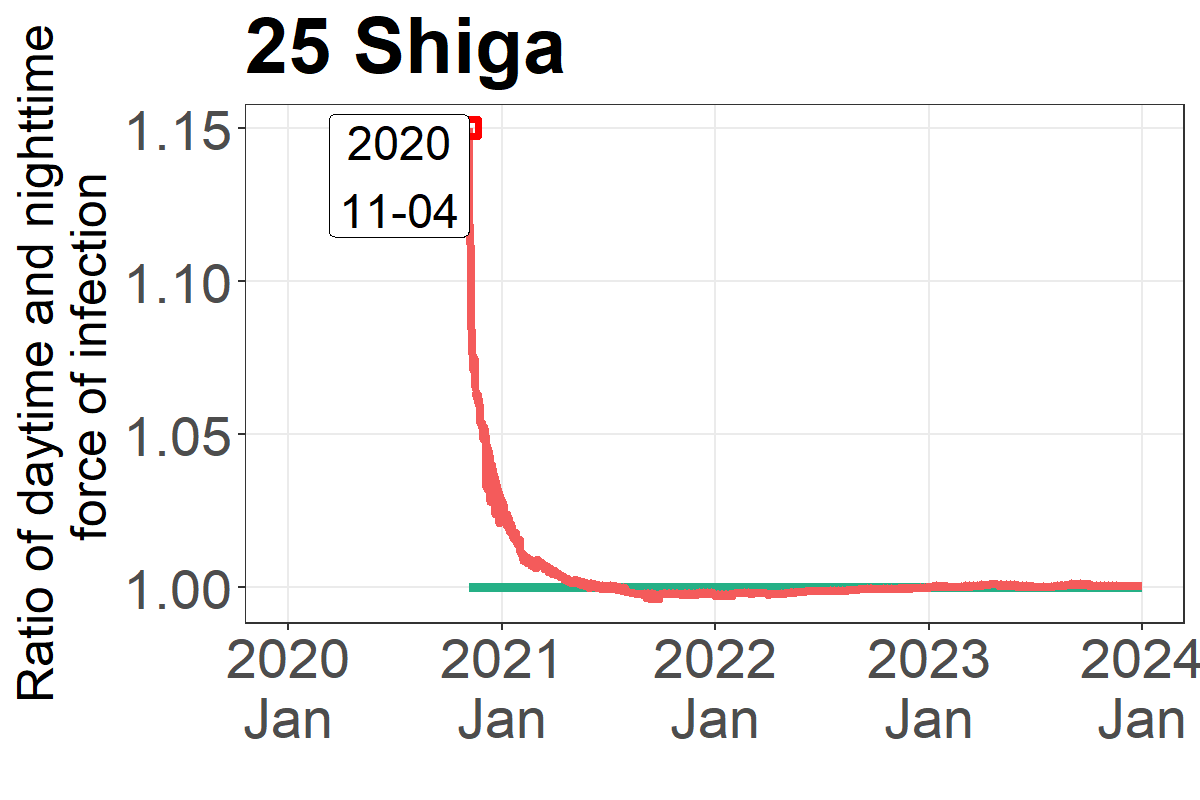 25 Shiga
Ratio of daytime and nighttime
force of infection
1.15
1.10
1.05
1.00
2020
11-04
2020
Jan
2021
Jan
2022
Jan
2023
Jan
2024
Jan